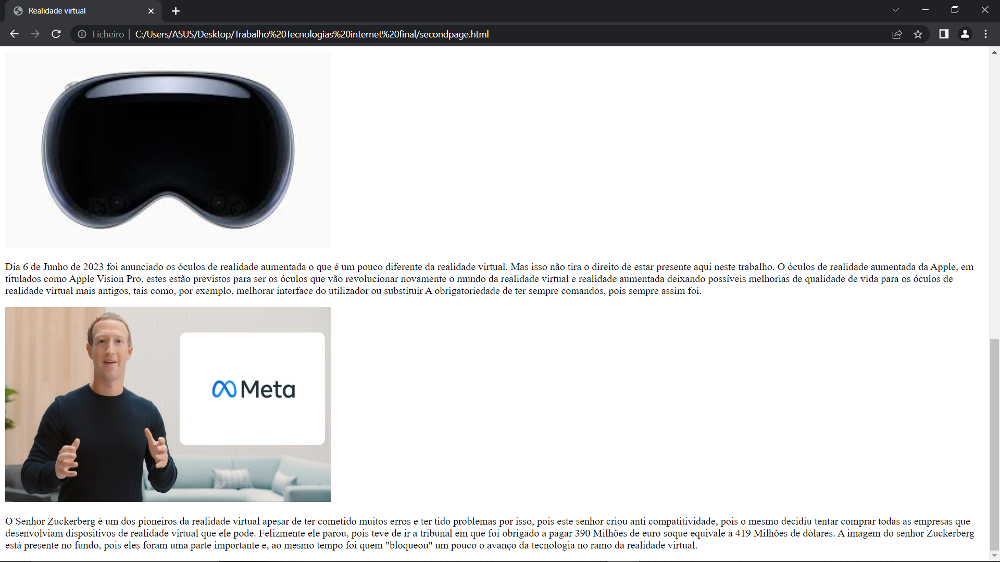 Realidade virtual
Ficheiro | C:/Users/ASUS/Desktop/Trabalho%20Tecnologias%20internet%20final/secondpage.html
Dia 6 de Junho de 2023 foi anunciado os óculos de realidade aumentada o que é um pouco diferente da realidade virtual. Mas isso não tira o direito de estar presente aqui neste trabalho. O óculos de realidade aumentada da Apple, em
titulados como Apple Vision Pro, estes estão previstos para ser os óculos que vão revolucionar novamente o mundo da realidade virtual e realidade aumentada deixando possíveis melhorias de qualidade de vida para os óculos de
realidade virtual mais antigos, tais como, por exemplo, melhorar interface do utilizador ou substituir A obrigatoriedade de ter sempre comandos, pois sempre assim foi.
Meta
O Senhor Zuckerberg é um dos pioneiros da realidade virtual apesar de ter cometido muitos erros e ter tido problemas por isso, pois este senhor criou anti compatitividade, pois o mesmo decidiu tentar comprar todas as empresas que
desenvolviam dispositivos de realidade virtual que ele pode. Felizmente ele parou, pois teve de ir a tribunal em que foi obrigado a pagar 390 Milhões de euro soque equivale a 419 Milhões de dólares. A imagem do senhor Zuckerberg
está presente no fundo, pois eles foram uma parte importante e, ao mesmo tempo foi quem "bloqueou" um pouco o avanço da tecnologia no ramo da realidade virtual.